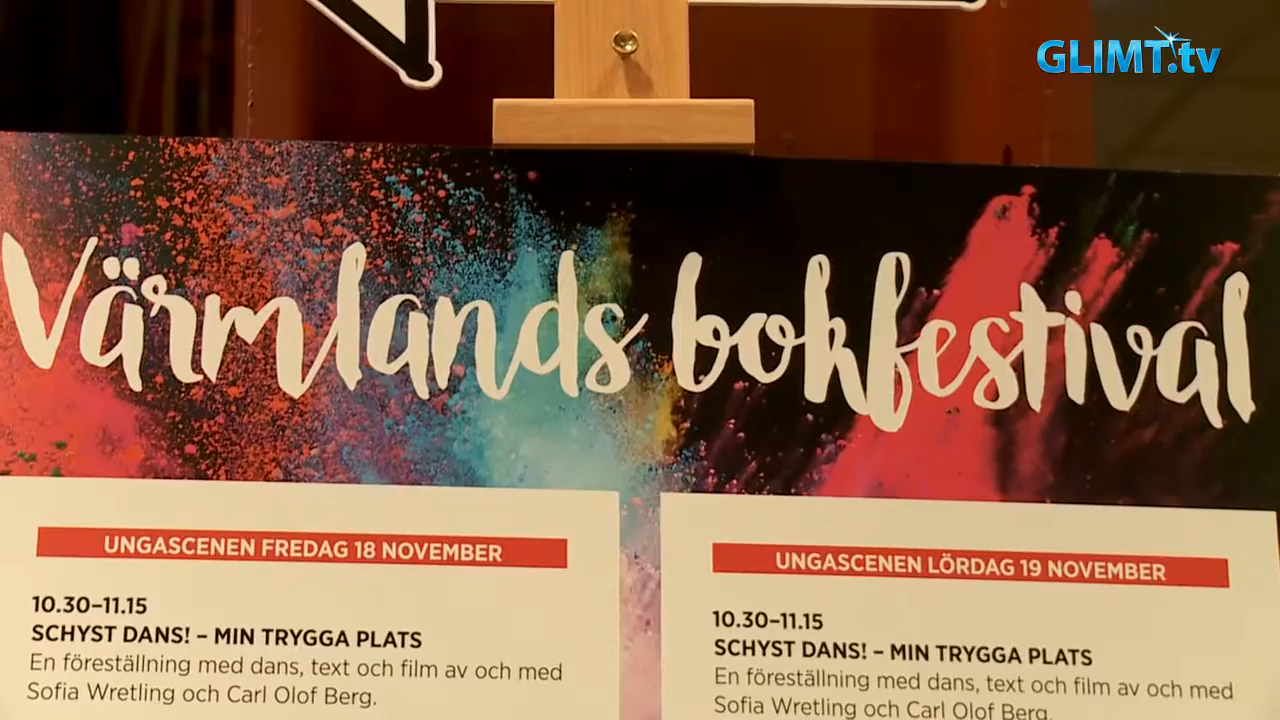 GLIMT.tv
Värmlands bokfestival
UNGASCENEN FREDAG 18 NOVEMBER
10.30–11.15
SCHYST DANS! – MIN TRYGGA PLATS
En föreställning med dans, text och film av och med
Sofia Wretling och Carl Olof Berg.
UNGASCENEN LÖRDAG 19 NOVEMBER
10.30–11.15
SCHYST DANS! – MIN TRYGGA PLATS
En föreställning med dans, text och film av och med
Sofia Wretling och Carl Olof Berg.